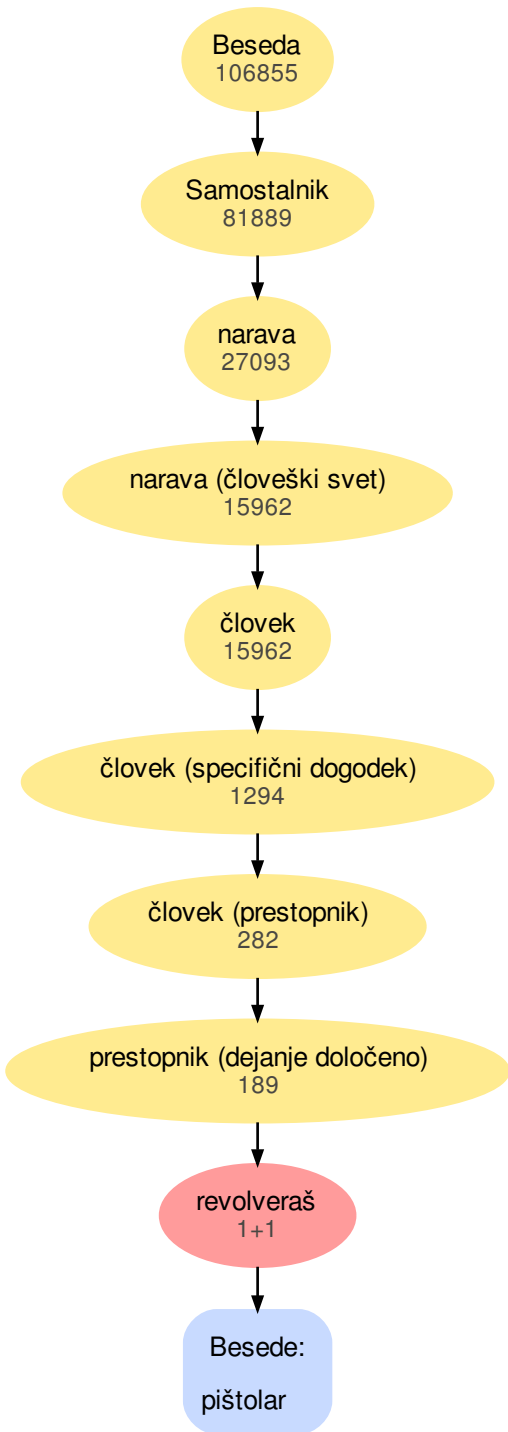 Beseda
106855
Samostalnik
81889
narava
27093
narava (človeški svet)
15962
človek
15962
človek (specifični dogodek)
1294
človek (prestopnik)
282
prestopnik (dejanje določeno)
189
revolveraš
1+1
Besede:
pištolar